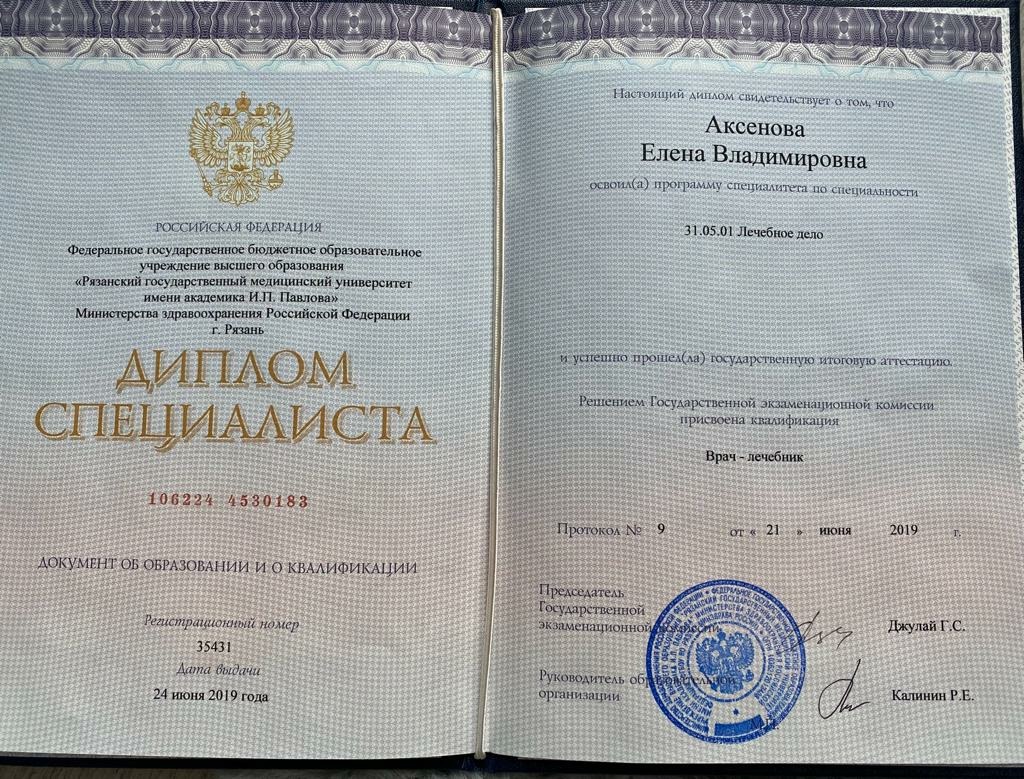 РОССИЙСКАЯ ФЕДЕРАЦИЯ
Федеральное государственное бюджетное образовательное
учреждение высшего образования
«Рязанский государственный медицинский университет
имени академика И.П. Павлова»
Министерства здравоохранения Российской Федерации
г. Рязань
ДИПЛОМ
СПЕЦИАЛИСТА
106224 4530183
ДОКУМЕНТ ОБ ОБРАЗОВАНИИ И О КВАЛИФИКАЦИИ
Регистрационный номер
35431
Дата выдачи
24 июня 2019 года
Настоящий диплом свидетельствует о том, что
Аксенова
Елена Владимировна
освоил(а) программу специалитета по специальности
31.05.01 Лечебное дело
и успешно прошел(ла) государственную итоговую аттестацию.
Решением Государственной экзаменационной комиссии
присвоена квалификация
Врач - лечебник
Протокол № 9 от « 21 » июня 2019 г.
Председатель
Государственной
экзаменационной комиссии Джулай Г.С.
Руководитель образовательной
организации Калинин Р.Е.